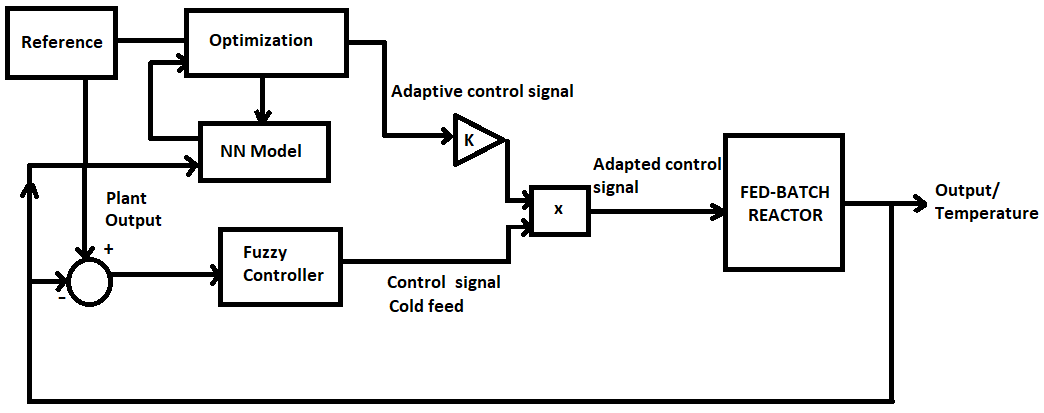 Reference
Optimization
Adaptive control signal
K
NN Model
Adapted control
signal
FED-BATCH
REACTOR
Output/
Temperature
Plant
Output
x
+
Fuzzy
Controller
−
Control signal
Cold feed